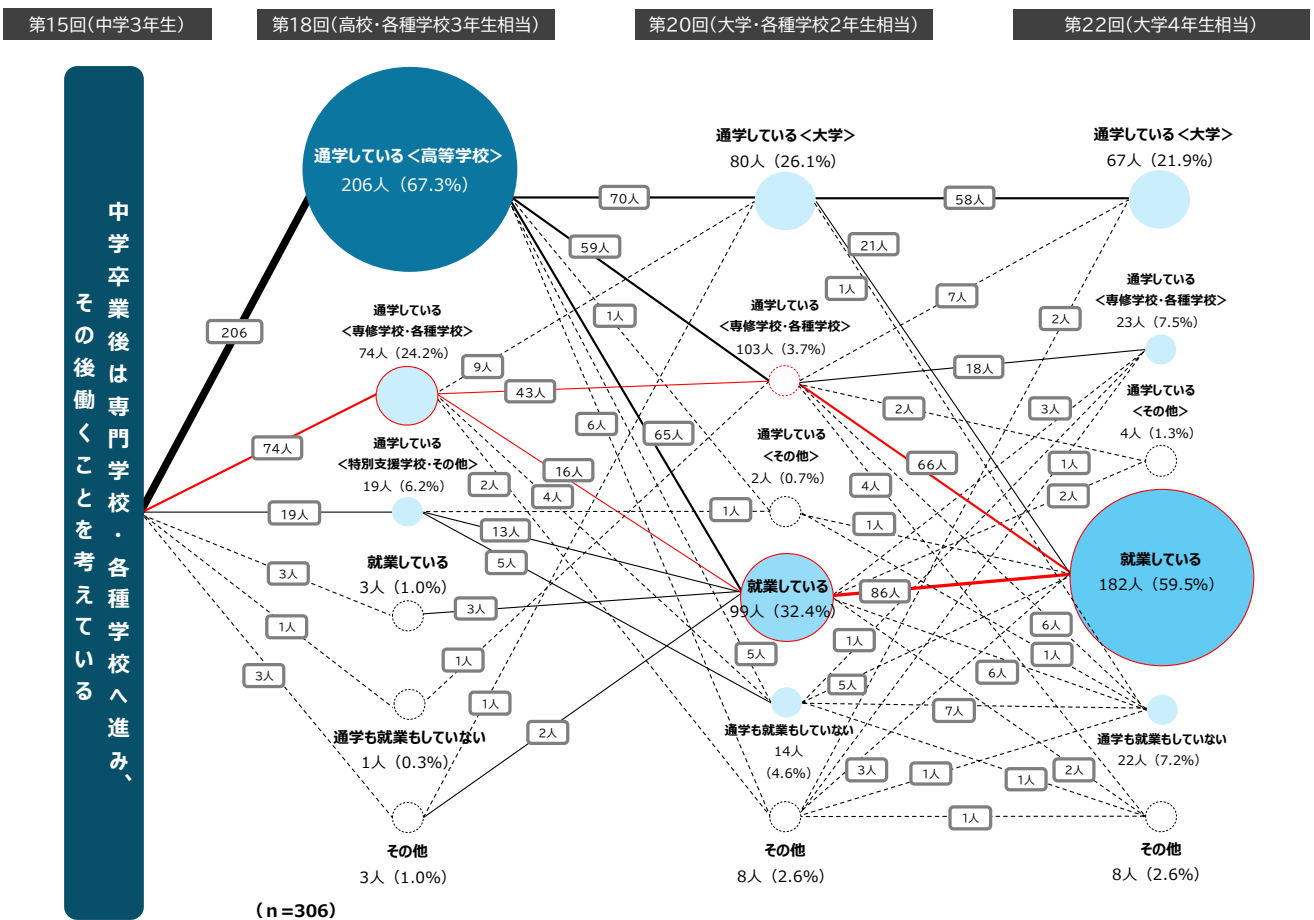 第15回(中学3年生)
第18回(高校・各種学校3年生相当)
第20回(大学・各種学校2年生相当)
第22回(大学4年生相当)
中学卒業後は専門学校・各種学校へ進み、
その後働くことを考えている
206
74人
19人
3人
1人
3人
通学している<高等学校>
206人（67.3%）
通学している
<専修学校・各種学校>
74人（24.2%）
通学している
<特別支援学校・その他>
19人（6.2%）
就業している
3人（1.0%）
通学も就業もしていない
1人（0.3%）
その他
3人（1.0%）
70人
59人
1人
9人
43人
6人
65人
16人
2人
4人
1人
13人
5人
3人
1人
5人
1人
2人
通学している<大学>
80人（26.1%）
通学している
<専修学校・各種学校>
103人（3.7%）
通学している
<その他>
2人（0.7%）
就業している
99人（32.4%）
通学も就業もしていない
14人
（4.6%）
その他
8人（2.6%）
58人
21人
1人
7人
2人
18人
2人
3人
66人
1人
4人
2人
1人
86人
6人
1人
1人
6人
5人
7人
3人
1人
1人
2人
1人
通学している<大学>
67人（21.9%）
通学している
<専修学校・各種学校>
23人（7.5%）
通学している
<その他>
4人（1.3%）
就業している
182人（59.5%）
通学も就業もしていない
22人（7.2%）
その他
8人（2.6%）
（n=306）